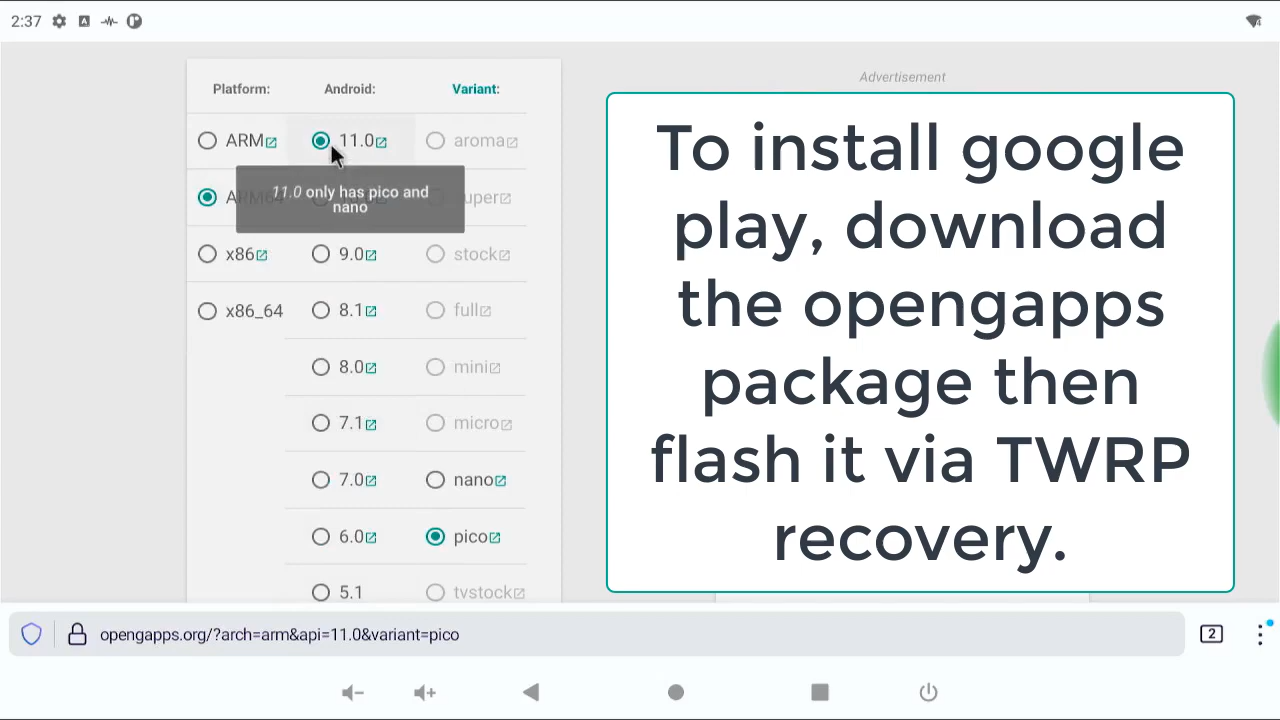 2:37
Advertisement
Platform: Android: Variant:
ARM 11.0 aroma
11.0 only has pico and
nano
x86 9.0 stock
x86_64 8.1 full
8.0 mini
7.1 micro
7.0 nano
6.0 pico
5.1 tvstock
To install google
play, download
the opengapps
package then
flash it via TWRP
recovery.
opengapps.org/?arch=arm&api=11.0&variant=pico
2